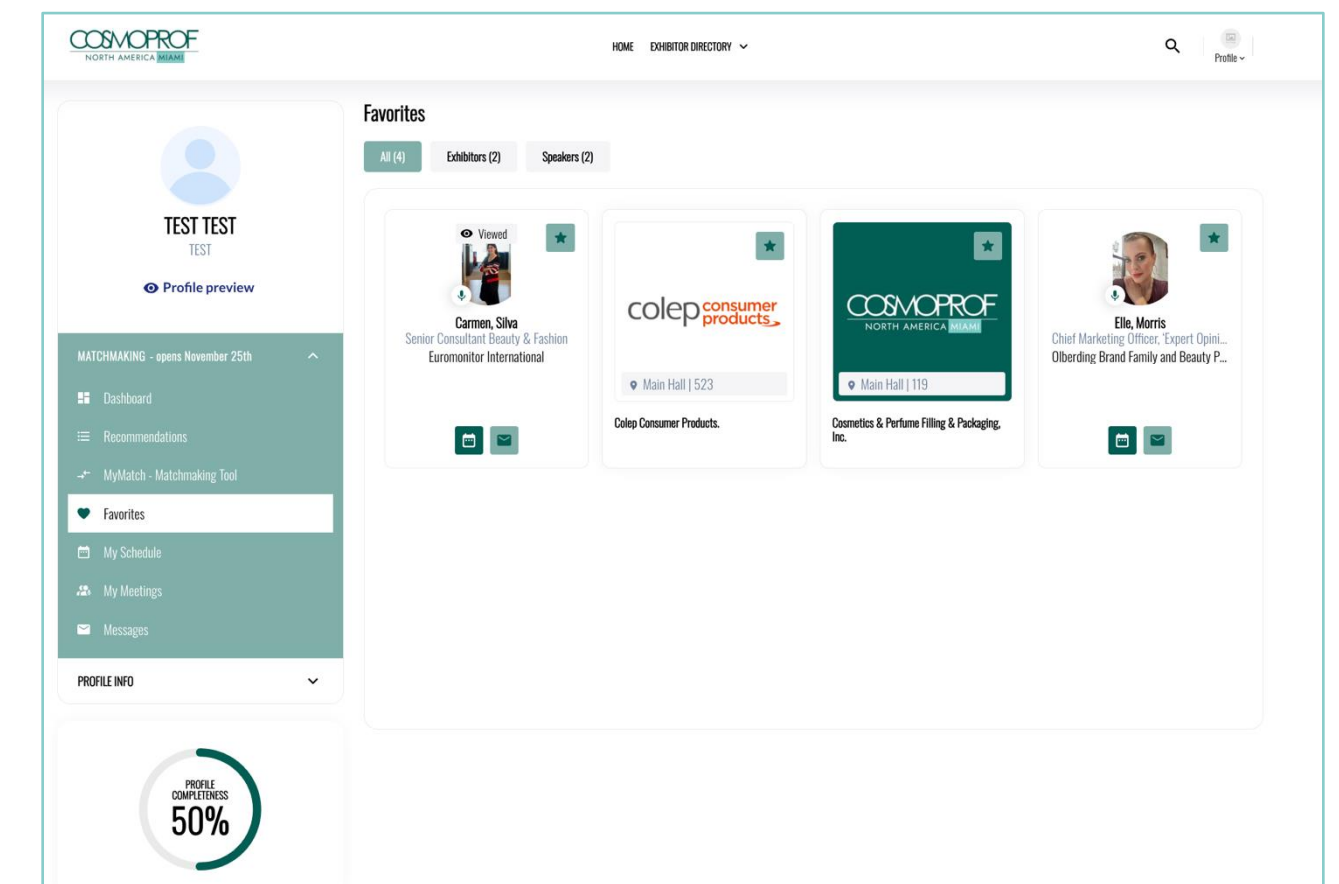 COSMOPROF
NORTH AMERICA MIAMI
HOME EXHIBITOR DIRECTORY
Profile
TEST TEST
TEST
Profile preview
MATCHMAKING - opens November 25th
Dashboard
Recommendations
MyMatch - Matchmaking Tool
Favorites
My Schedule
My Meetings
Messages
PROFILE INFO
PROFILE
COMPLETENESS
50%
Favorites
All (4) Exhibitors (2) Speakers (2)
Viewed
Carmen, Silva
Senior Consultant Beauty & Fashion
Euromonitor International
colep consumer
products
Main Hall | 523
Colep Consumer Products.
COSMOPROF
NORTH AMERICA MIAMI
Main Hall | 119
Cosmetics & Perfume Filling & Packaging,
Inc.
Elle, Morris
Chief Marketing Officer, 'Expert Opini...
Olberding Brand Family and Beauty P...